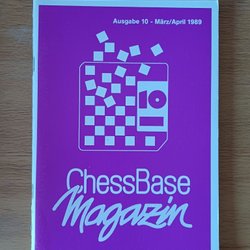 Ausgabe 10 - März/April 1989
ChessBase
Magazin